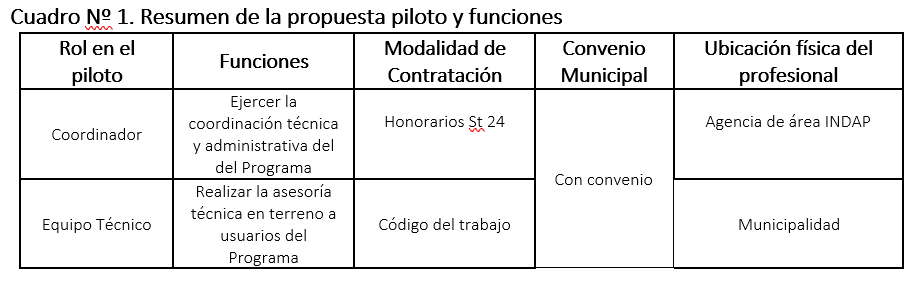 Cuadro Nº 1. Resumen de la propuesta piloto y funciones
Rol en el
piloto
Funciones
Modalidad de
Contratación
Convenio
Municipal
Ubicación física del
profesional
Coordinador
Ejercer la
coordinación técnica
y administrativa del
del Programa
Honorarios St 24
Con convenio
Agencia de área INDAP
Equipo Técnico
Realizar la asesoría
técnica en terreno a
usuarios del
Programa
Código del trabajo
Municipalidad